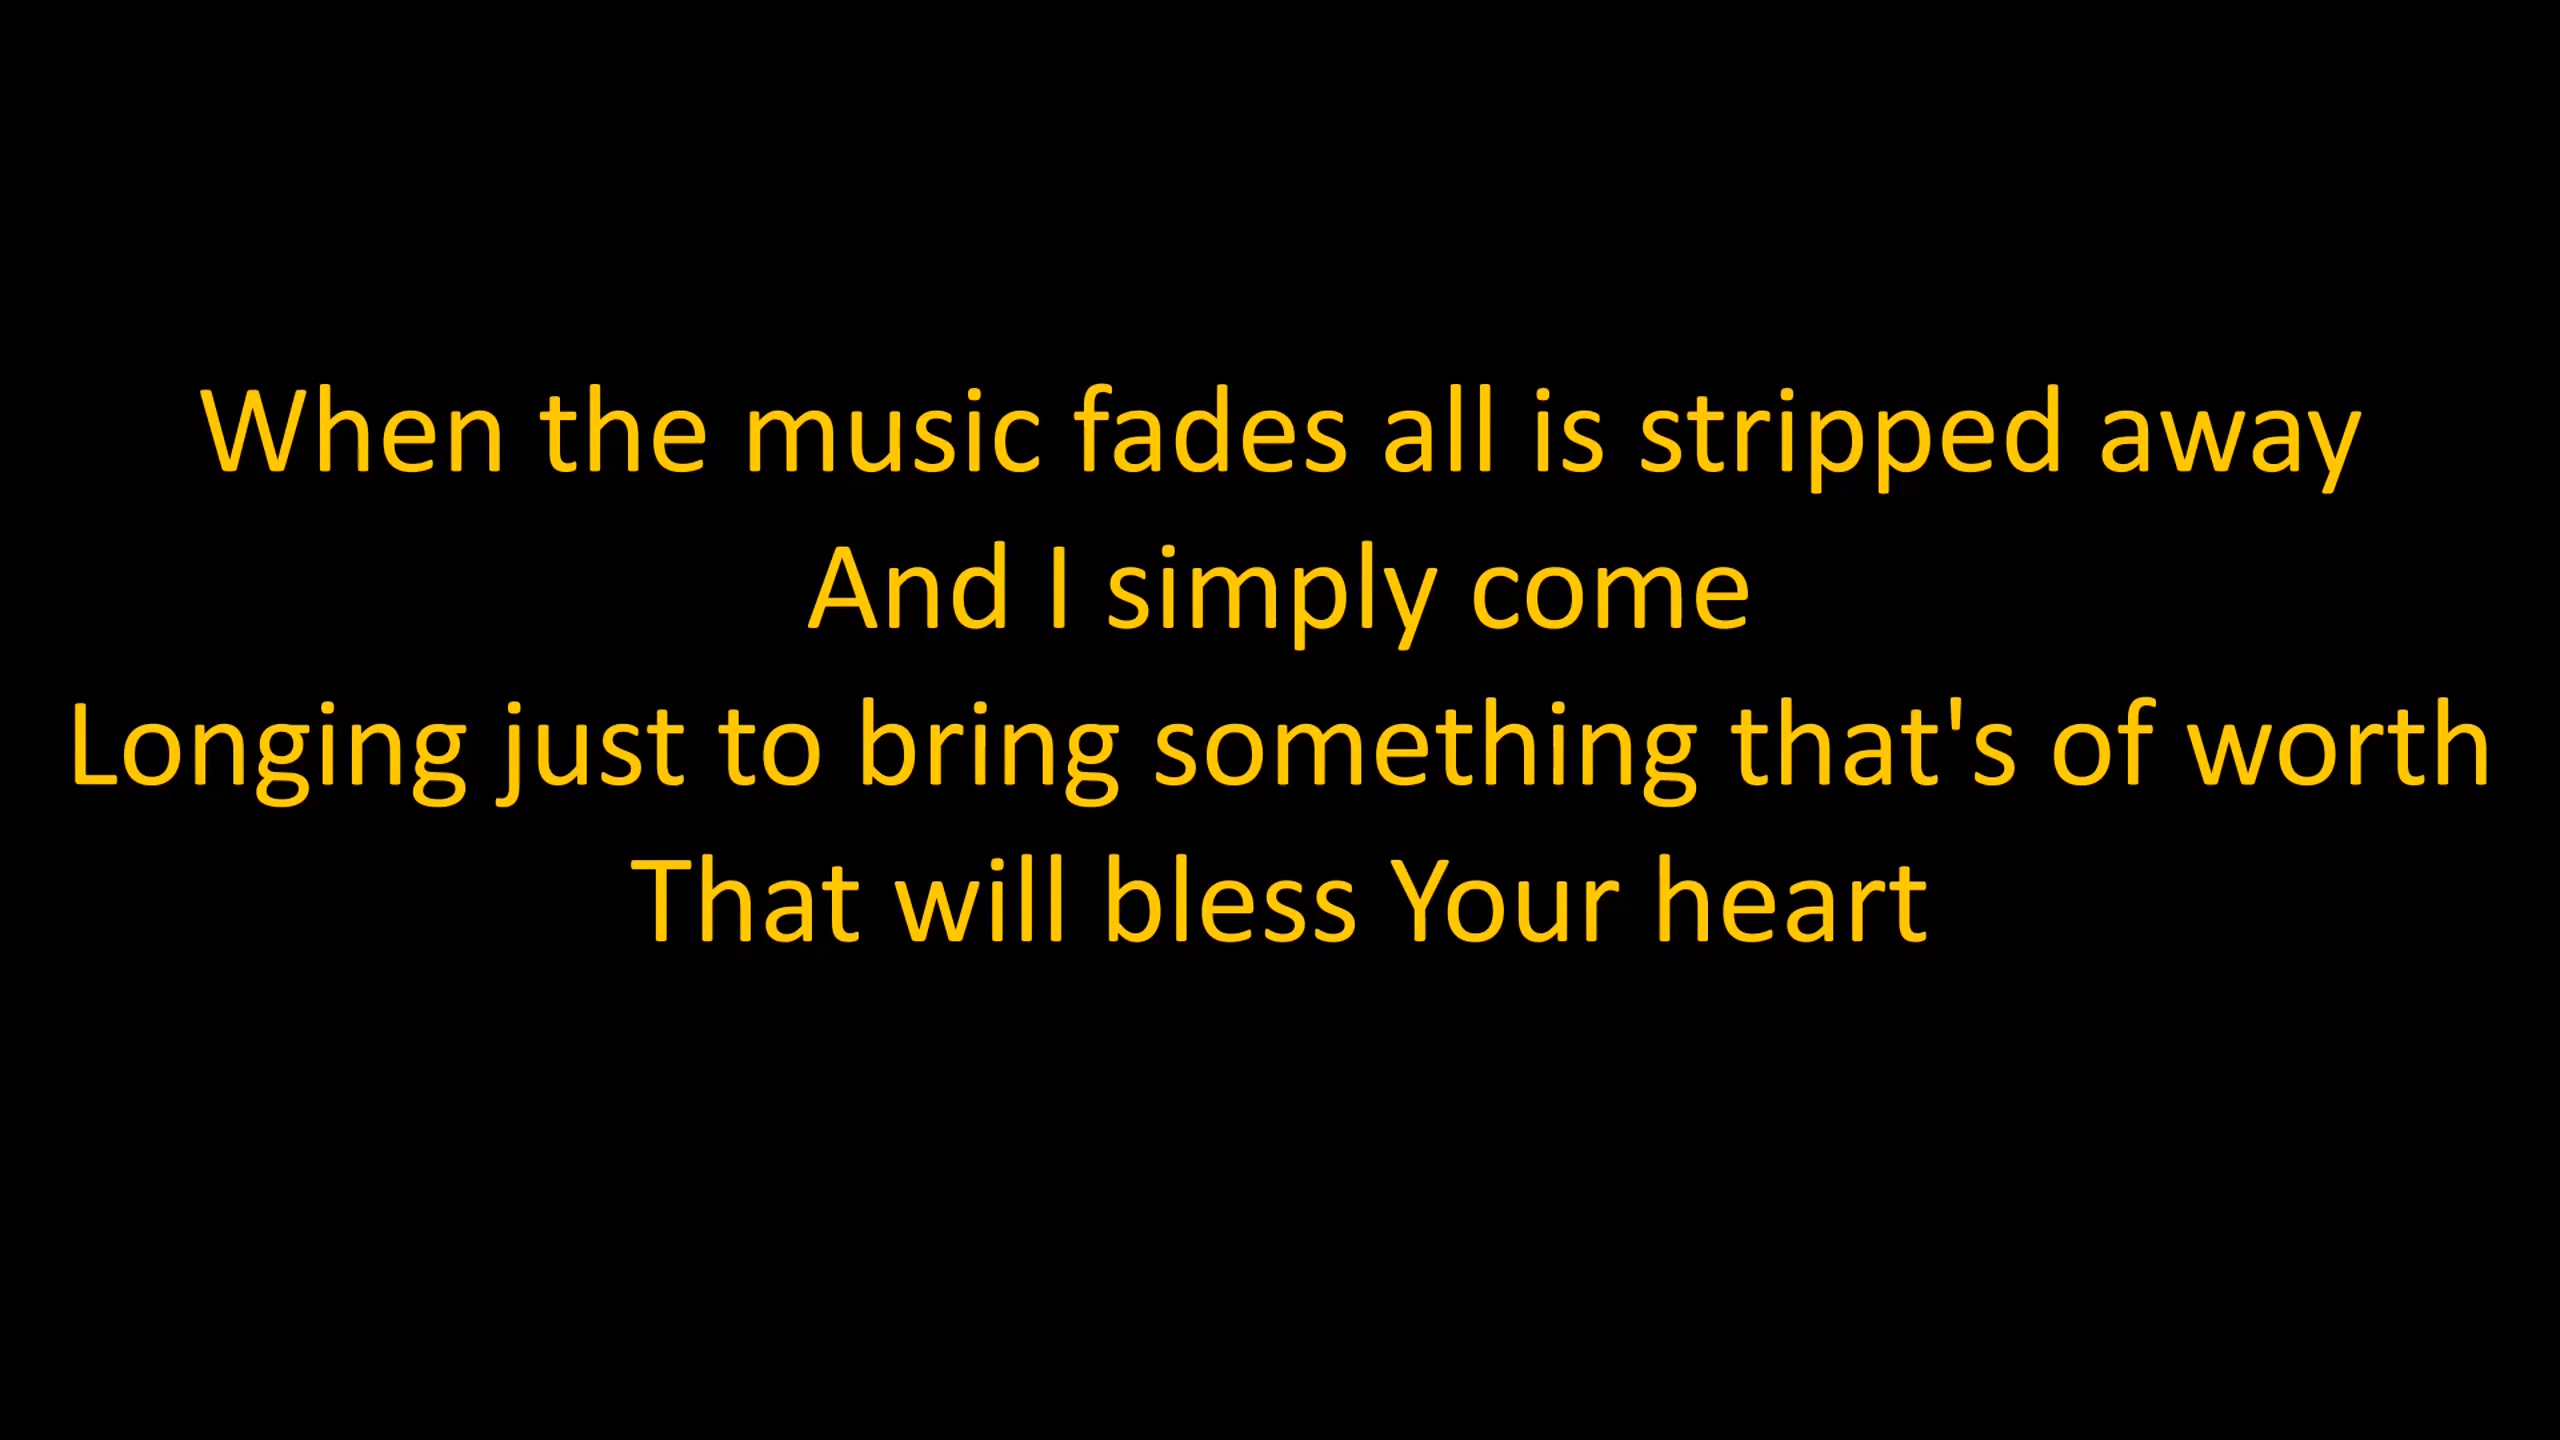 When the music fades all is stripped away
And I simply come
Longing just to bring something that's of worth
That will bless Your heart